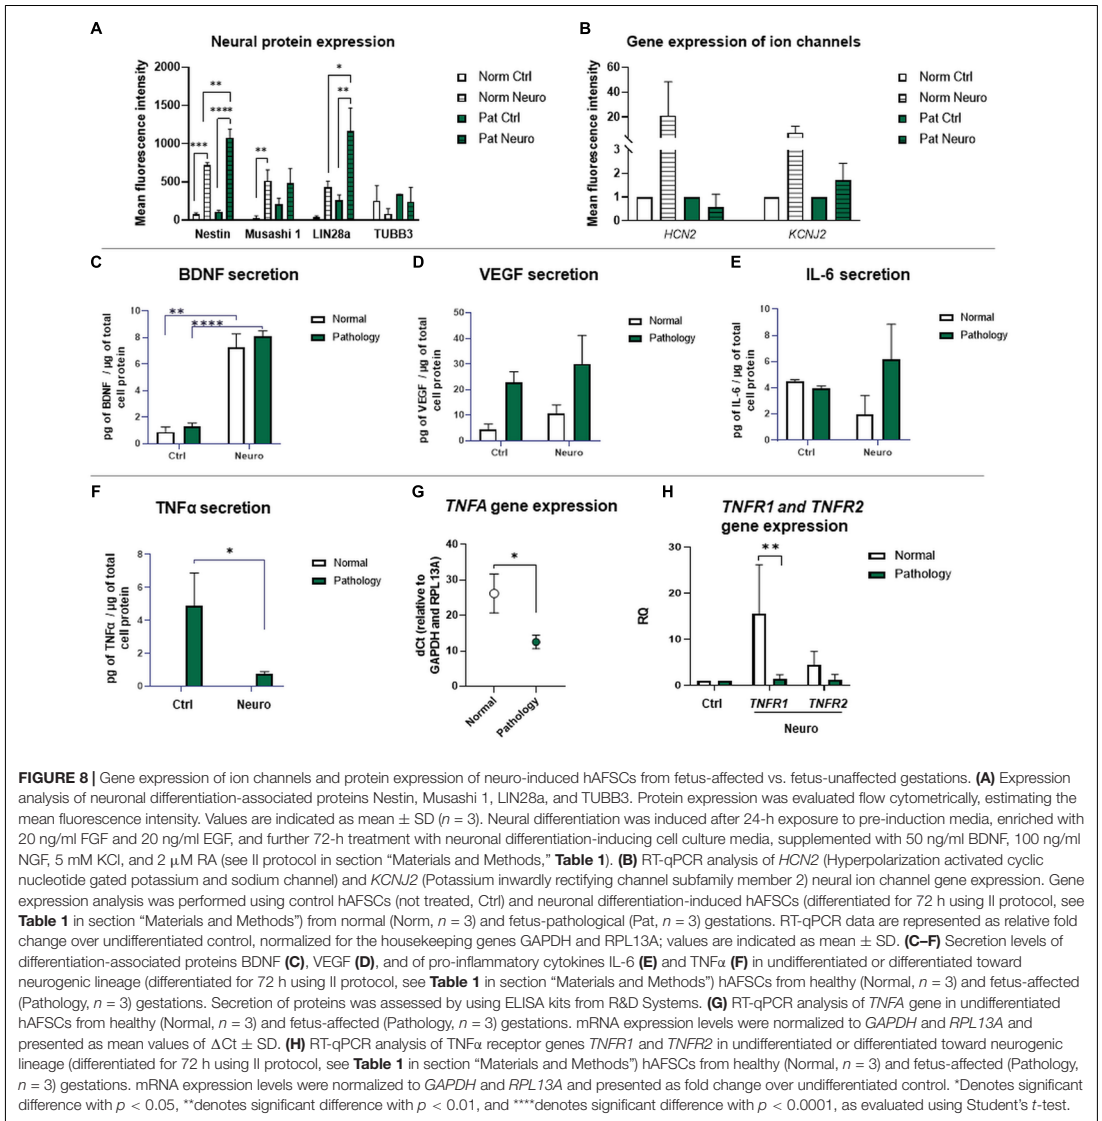 A
Neural protein expression
Mean fluorescence intensity
2000
1500
1000
500
0
***
**
****
**
*
**
Nestin
Musashi 1
LIN28a
TUBB3
Norm Ctrl
Norm Neuro
Pat Ctrl
Pat Neuro
B
Gene expression of ion channels
Mean fluorescence intensity
60
40
20
3
2
1
0
HCN2
KCNJ2
Norm Ctrl
Norm Neuro
Pat Ctrl
Pat Neuro
C
BDNF secretion
pg of BDNF / µg of total
cell protein
10
8
6
4
2
0
**
****
Ctrl
Neuro
Normal
Pathology
D
VEGF secretion
pg of VEGF / µg of total
cell protein
50
40
30
20
10
0
Ctrl
Neuro
Normal
Pathology
E
IL-6 secretion
pg of IL-6 / µg of total
cell protein
10
8
6
4
2
0
Ctrl
Neuro
Normal
Pathology
F
TNFα secretion
pg of TNFα / µg of total
cell protein
8
6
4
2
0
*
Ctrl
Neuro
Normal
Pathology
G
TNFA gene expression
dCt (relative to
GAPDH and RPL13A)
40
30
20
10
0
*
Normal
Pathology
H
TNFR1 and TNFR2
gene expression
RQ
30
20
10
0
**
Ctrl
TNFR1
TNFR2
Neuro
Normal
Pathology
FIGURE 8 | Gene expression of ion channels and protein expression of neuro-induced hAFSCs from fetus-affected vs. fetus-unaffected gestations. (A) Expression
analysis of neuronal differentiation-associated proteins Nestin, Musashi 1, LIN28a, and TUBB3. Protein expression was evaluated flow cytometrically, estimating the
mean fluorescence intensity. Values are indicated as mean ± SD (n = 3). Neural differentiation was induced after 24-h exposure to pre-induction media, enriched with
20 ng/ml FGF and 20 ng/ml EGF, and further 72-h treatment with neuronal differentiation-inducing cell culture media, supplemented with 50 ng/ml BDNF, 100 ng/ml
NGF, 5 mM KCl, and 2 µM RA (see II protocol in section “Materials and Methods,” Table 1). (B) RT-qPCR analysis of HCN2 (Hyperpolarization activated cyclic
nucleotide gated potassium and sodium channel) and KCNJ2 (Potassium inwardly rectifying channel subfamily member 2) neural ion channel gene expression. Gene
expression analysis was performed using control hAFSCs (not treated, Ctrl) and neuronal differentiation-induced hAFSCs (differentiated for 72 h using II protocol, see
Table 1 in section “Materials and Methods”) from normal (Norm, n = 3) and fetus-pathological (Pat, n = 3) gestations. RT-qPCR data are represented as relative fold
change over undifferentiated control, normalized for the housekeeping genes GAPDH and RPL13A; values are indicated as mean ± SD. (C–F) Secretion levels of
differentiation-associated proteins BDNF (C), VEGF (D), and of pro-inflammatory cytokines IL-6 (E) and TNFα (F) in undifferentiated or differentiated toward
neurogenic lineage (differentiated for 72 h using II protocol, see Table 1 in section “Materials and Methods”) hAFSCs from healthy (Normal, n = 3) and fetus-affected
(Pathology, n = 3) gestations. Secretion of proteins was assessed by using ELISA kits from R&D Systems. (G) RT-qPCR analysis of TNFA gene in undifferentiated
hAFSCs from healthy (Normal, n = 3) and fetus-affected (Pathology, n = 3) gestations. mRNA expression levels were normalized to GAPDH and RPL13A and
presented as mean values of ΔCt ± SD. (H) RT-qPCR analysis of TNFα receptor genes TNFR1 and TNFR2 in undifferentiated or differentiated toward neurogenic
lineage (differentiated for 72 h using II protocol, see Table 1 in section “Materials and Methods”) hAFSCs from healthy (Normal, n = 3) and fetus-affected (Pathology,
n = 3) gestations. mRNA expression levels were normalized to GAPDH and RPL13A and presented as fold change over undifferentiated control. *Denotes significant
difference with p < 0.05, **denotes significant difference with p < 0.01, and ****denotes significant difference with p < 0.0001, as evaluated using Student’s t-test.